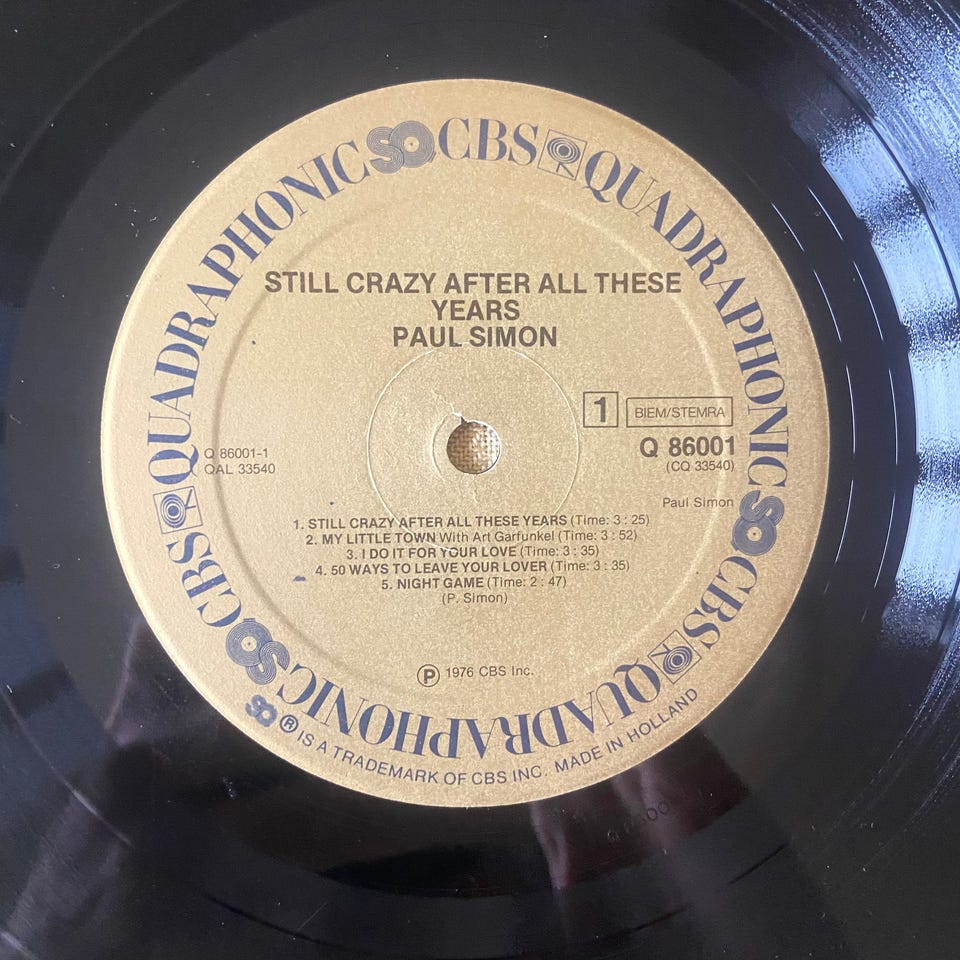 QUADRAPHONIC SQ CBS
QUADRAPHONIC SQ CBS
QUADRAPHONIC SQ CBS
STILL CRAZY AFTER ALL THESE
YEARS
PAUL SIMON
1 BIEM/STEMRA
Q 86001
(CQ 33540)
Q 86001-1
QAL 33540
Paul Simon
1. STILL CRAZY AFTER ALL THESE YEARS (Time: 3 : 25)
2. MY LITTLE TOWN With Art Garfunkel (Time: 3 : 52)
3. I DO IT FOR YOUR LOVE (Time: 3 : 35)
4. 50 WAYS TO LEAVE YOUR LOVER (Time: 3 : 35)
5. NIGHT GAME (Time: 2 : 47)
(P. Simon)
Ⓟ 1976 CBS Inc.
SQ ® IS A TRADEMARK OF CBS INC. MADE IN HOLLAND